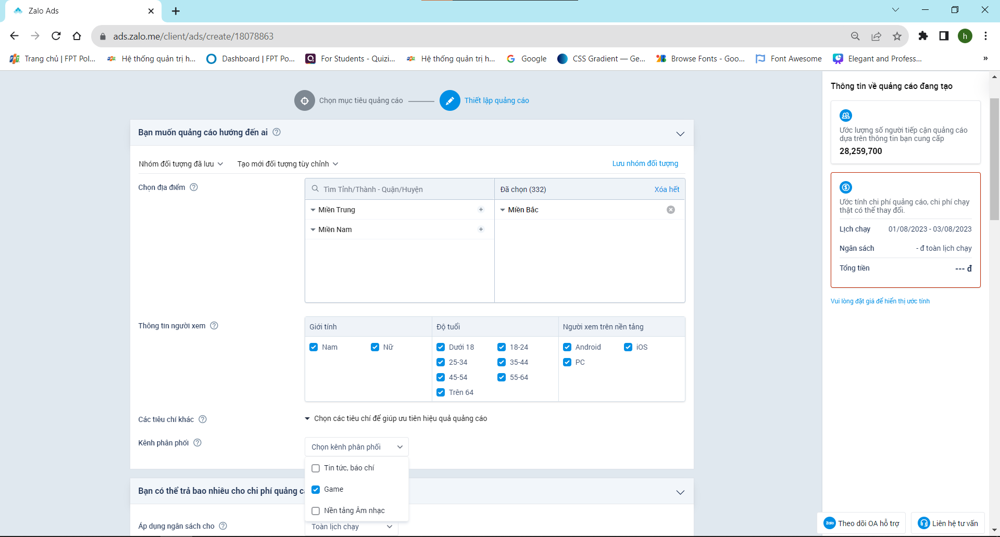 Zalo Ads
ads.zalo.me/client/ads/create/18078863
h
Trang chủ | FPT Pol...
Hệ thống quản trị h...
Dashboard | FPT Po...
For Students - Quizi...
Hệ thống quản trị h...
Google
CSS Gradient — Ge...
Browse Fonts - Goo...
Font Awesome
Elegant and Profess...
»
Chọn mục tiêu quảng cáo
Thiết lập quảng cáo
Bạn muốn quảng cáo hướng đến ai
Nhóm đối tượng đã lưu
Tạo mới đối tượng tùy chỉnh
Lưu nhóm đối tượng
Chọn địa điểm
Tìm Tỉnh/Thành - Quận/Huyện
Đã chọn (332)
Xóa hết
Miền Trung
Miền Bắc
Miền Nam
Thông tin người xem
Giới tính
Độ tuổi
Người xem trên nền tảng
Nam
Nữ
Dưới 18
18-24
Android
iOS
25-34
35-44
PC
45-54
55-64
Trên 64
Các tiêu chí khác
Chọn các tiêu chí để giúp ưu tiên hiệu quả quảng cáo
Kênh phân phối
Chọn kênh phân phối
Tin tức, báo chí
Game
Nền tảng Âm nhạc
Bạn có thể trả bao nhiêu cho chi phí quảng c
Áp dụng ngân sách cho
Toàn lịch chạy
Thông tin về quảng cáo đang tạo
Ước lượng số người tiếp cận quảng cáo
dựa trên thông tin bạn cung cấp
28,259,700
Ước tính chi phí quảng cáo, chi phí chạy
thật có thể thay đổi.
Lịch chạy
01/08/2023 - 03/08/2023
Ngân sách
- đ toàn lịch chạy
Tổng tiền
--- đ
Vui lòng đặt giá để hiển thị ước tính
Zalo
Theo dõi OA hỗ trợ
Liên hệ tư vấn